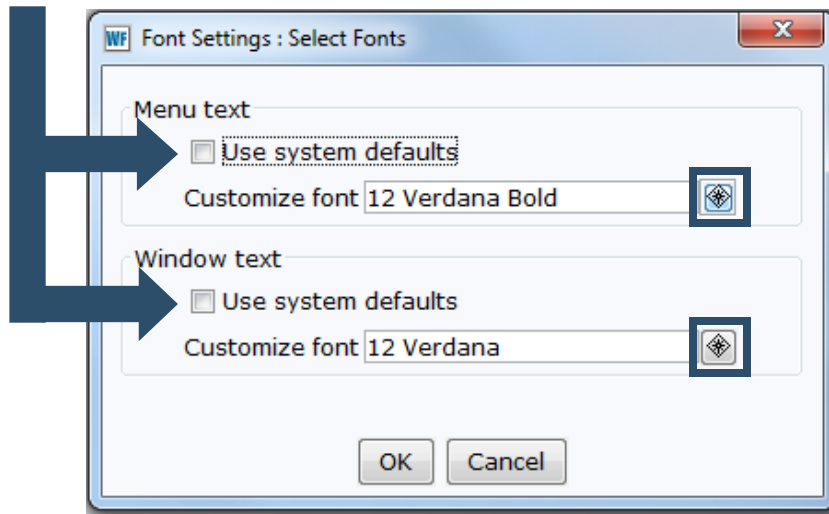 WF Font Settings : Select Fonts
Menu text
Use system defaults
Customize font 12 Verdana Bold
Window text
Use system defaults
Customize font 12 Verdana
OK Cancel